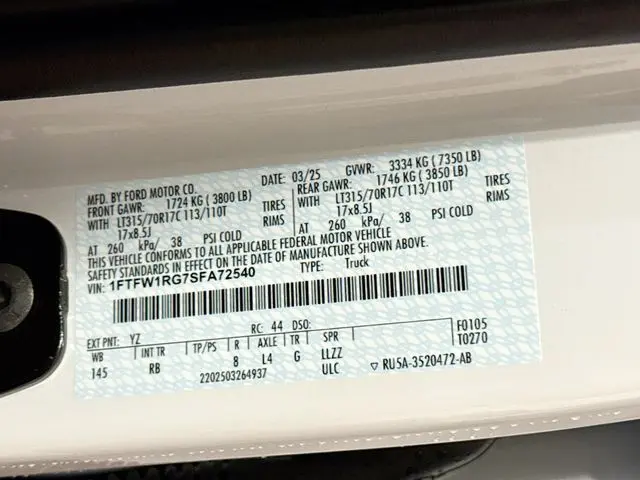 MFD. BY FORD MOTOR CO.
DATE: 03/25 GVWR: 3334 KG ( 7350 LB)
FRONT GAWR: 1724 KG ( 3800 LB) REAR GAWR: 1746 KG ( 3850 LB)
WITH LT315/70R17C 113/110T TIRES WITH LT315/70R17C 113/110T TIRES
17x8.5J RIMS 17x8.5J RIMS
AT 260 kPa/ 38 PSI COLD AT 260 kPa/ 38 PSI COLD
THIS VEHICLE CONFORMS TO ALL APPLICABLE FEDERAL MOTOR VEHICLE
SAFETY STANDARDS IN EFFECT ON THE DATE OF MANUFACTURE SHOWN ABOVE.
VIN: 1FTFW1RG7SFA72540 TYPE: Truck
EXT PNT: YZ RC: 44 DSO: F0105
T0270
WB INT TR TP/PS R AXLE TR SPR
145 RB 8 L4 G LLZZ
2202503264937 ULC ▽ RU5A-3520472-AB